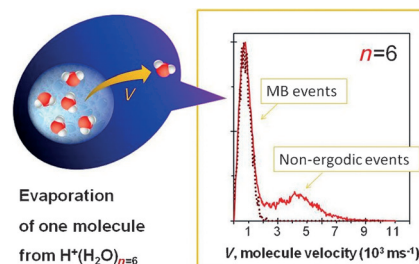 n=6
MB events
Non-ergodic events
V
Evaporation
of one molecule
from H⁺(H₂O)ₙ₌₆
1 3 5 7 9 11
V, molecule velocity (10³ ms⁻¹)